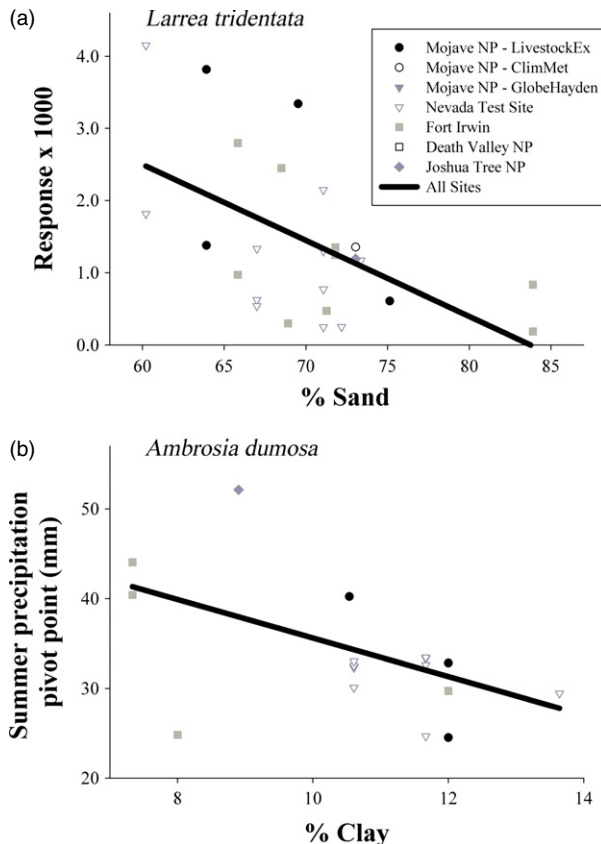 (a)
Larrea tridentata
Mojave NP - LivestockEx
Mojave NP - ClimMet
Mojave NP - GlobeHayden
Nevada Test Site
Fort Irwin
Death Valley NP
Joshua Tree NP
All Sites
Response x 1000
4.0
3.0
2.0
1.0
0.0
60 65 70 75 80 85
% Sand
(b)
Ambrosia dumosa
Summer precipitation
pivot point (mm)
50
40
30
20
8 10 12 14
% Clay